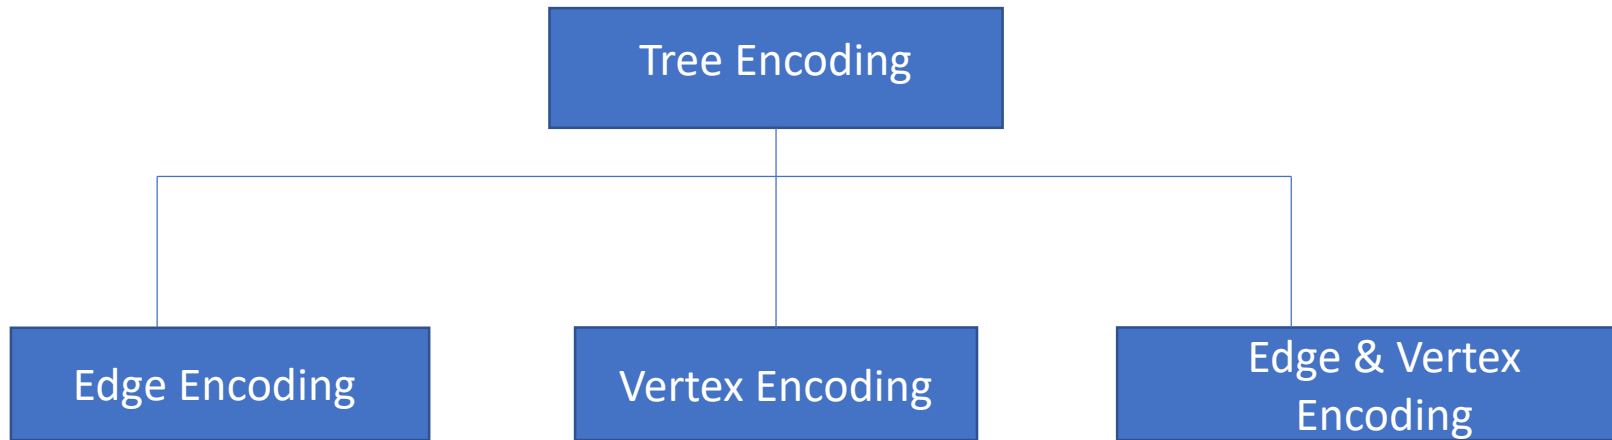 Tree Encoding
Edge Encoding
Vertex Encoding
Edge & Vertex
Encoding